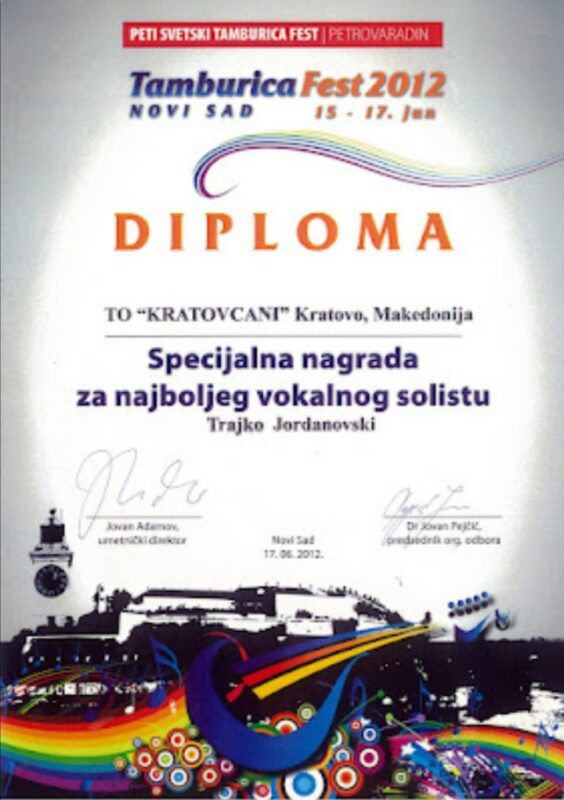 PETI SVETSKI TAMBURICA FEST | PETROVARADIN
Tamburica Fest 2012
NOVI SAD 15 - 17. Jun
DIPLOMA
TO “KRATOVCANI” Kratovo, Makedonija
Specijalna nagrada
za najboljeg vokalnog solistu
Trajko Jordanovski
Jovan Adamov,
umetnički direktor
Novi Sad
17. 06. 2012.
Dr Jovan Pejčić,
predsednik org. odbora